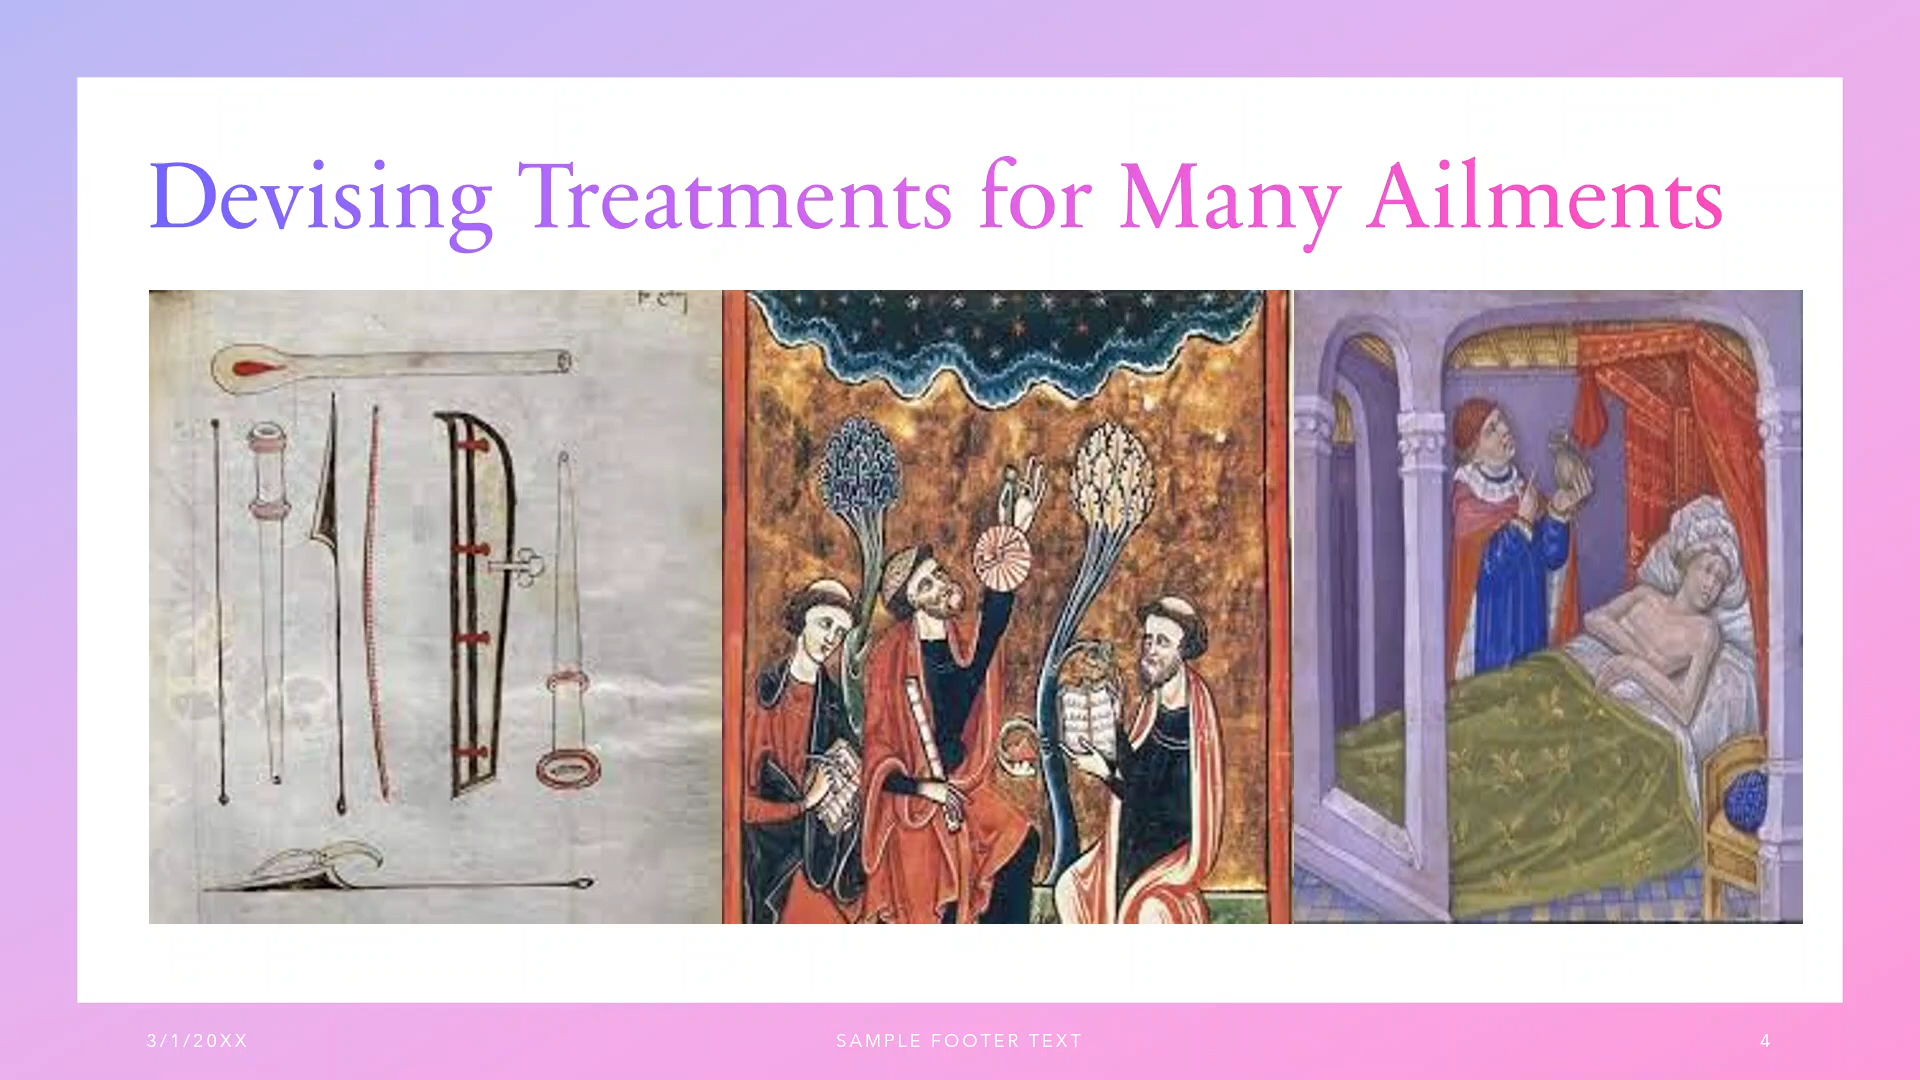 Devising Treatments for Many Ailments
3/1/20XX
SAMPLE FOOTER TEXT
4